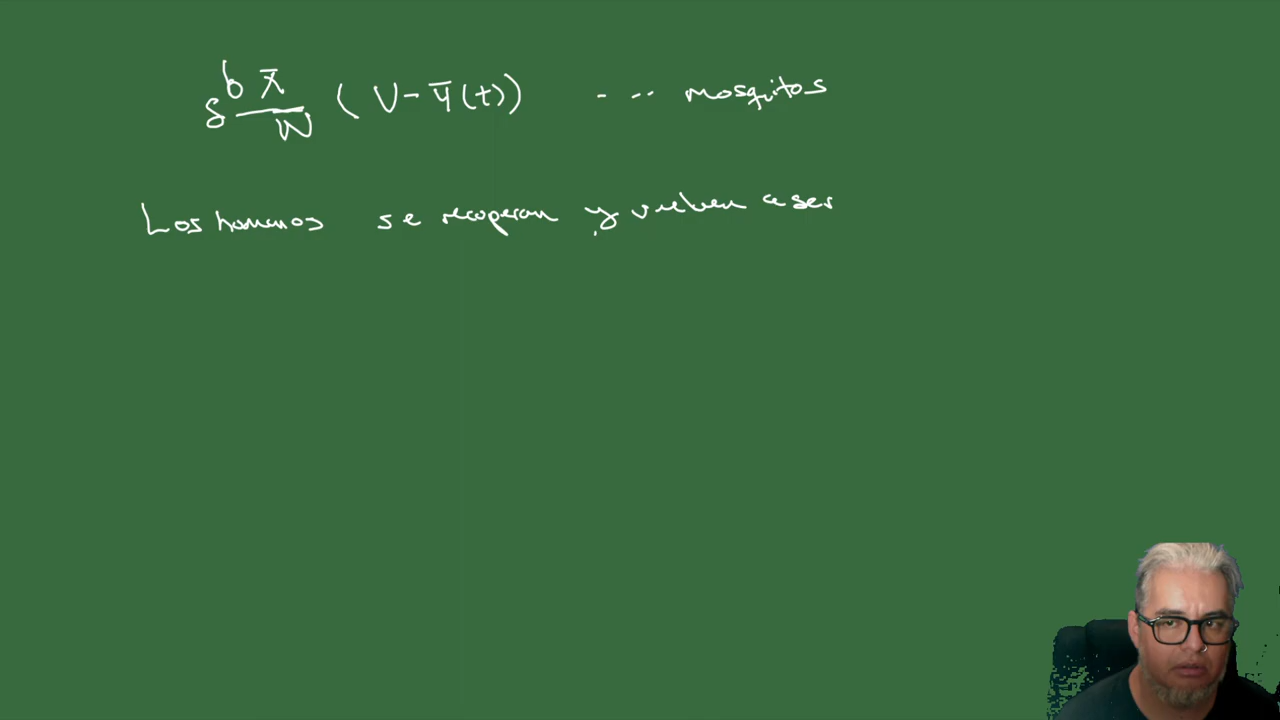 δ b x̄ / W ( V - ȳ(t) ) ... mosquitos
Los humanos se recuperan y vuelven a ser